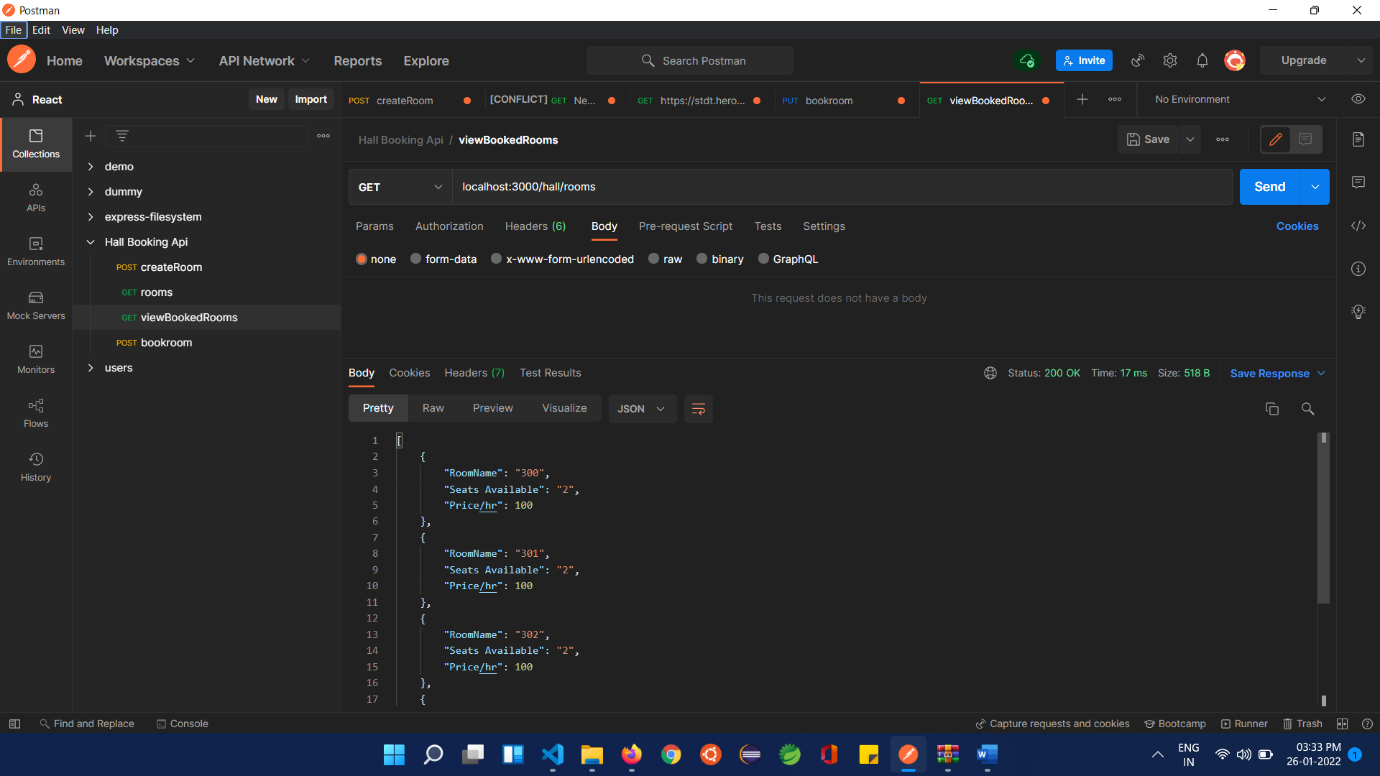 Postman
File Edit View Help
Home Workspaces API Network Reports Explore Search Postman Invite Upgrade
React New Import POST createRoom [CONFLICT] GET Ne... GET https://stdt.hero... PUT bookroom GET viewBookedRoo... No Environment
Collections
APIs
Environments
Mock Servers
Monitors
Flows
History
demo
dummy
express-filesystem
Hall Booking Api
POST createRoom
GET rooms
GET viewBookedRooms
POST bookroom
users
Hall Booking Api / viewBookedRooms Save
GET localhost:3000/hall/rooms Send
Params Authorization Headers (6) Body Pre-request Script Tests Settings Cookies
none form-data x-www-form-urlencoded raw binary GraphQL
This request does not have a body
Body Cookies Headers (7) Test Results Status: 200 OK Time: 17 ms Size: 518 B Save Response
Pretty Raw Preview Visualize JSON
1 [
2 {
3 "RoomName": "300",
4 "Seats Available": "2",
5 "Price/hr": 100
6 },
7 {
8 "RoomName": "301",
9 "Seats Available": "2",
10 "Price/hr": 100
11 },
12 {
13 "RoomName": "302",
14 "Seats Available": "2",
15 "Price/hr": 100
16 },
17 {
Find and Replace Console Capture requests and cookies Bootcamp Runner Trash
ENG
IN
03:33 PM
26-01-2022
1